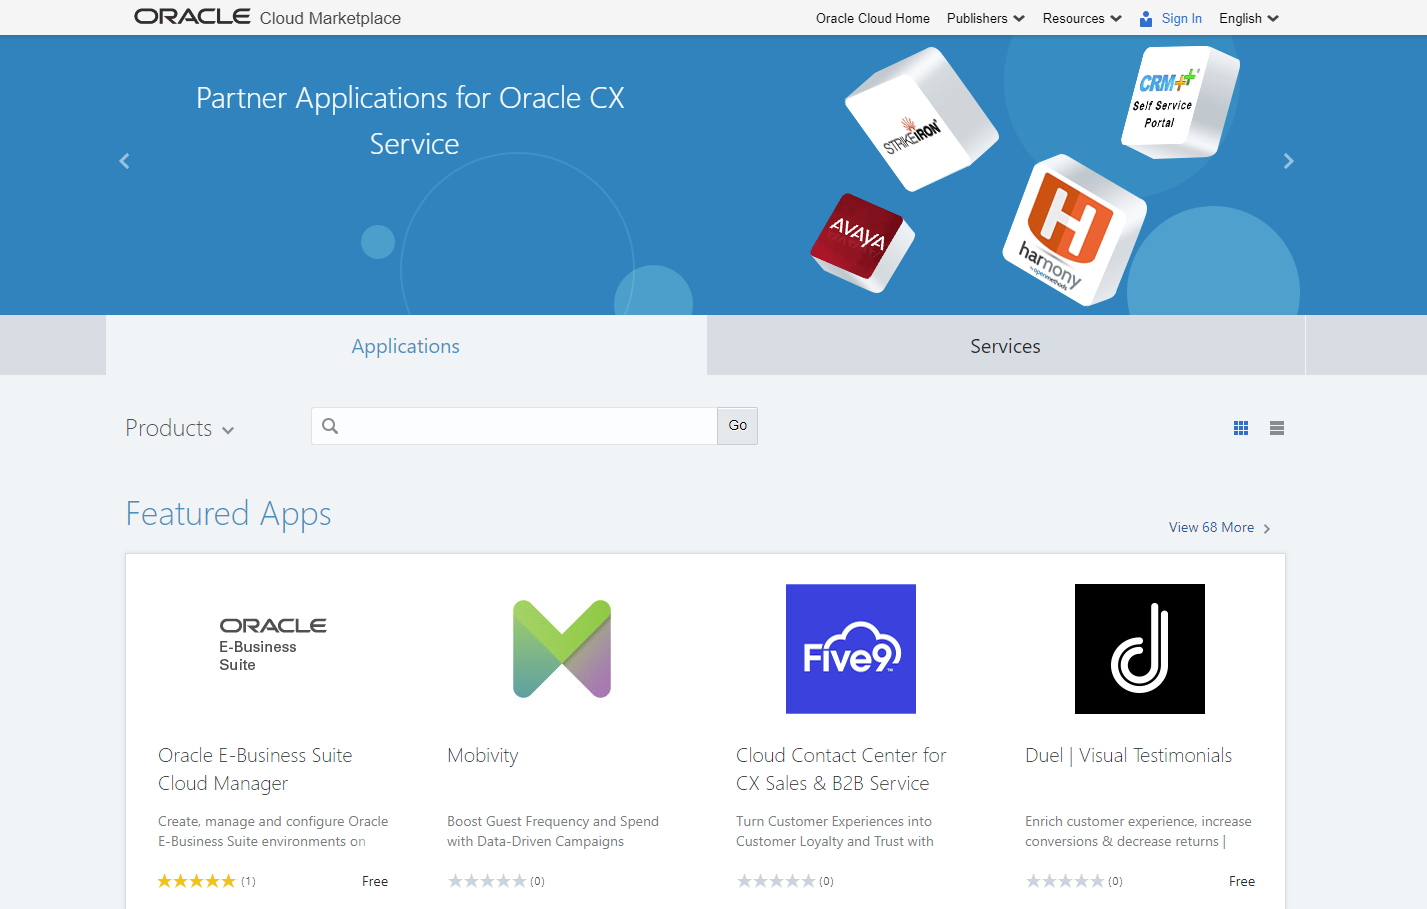 ORACLE Cloud Marketplace
Oracle Cloud Home Publishers Resources Sign In English
Partner Applications for Oracle CX
Service
STRIKEIRON
CRM++
Self Service
Portal
AVAYA
H
harmony
by openmethods
Applications
Services
Products
Go
Featured Apps
View 68 More
ORACLE
E-Business
Suite
Five9
Oracle E-Business Suite
Cloud Manager
Mobivity
Cloud Contact Center for
CX Sales & B2B Service
Duel | Visual Testimonials
Create, manage and configure Oracle
E-Business Suite environments on
Boost Guest Frequency and Spend
with Data-Driven Campaigns
Turn Customer Experiences into
Customer Loyalty and Trust with
Enrich customer experience, increase
conversions & decrease returns |
(1) Free
(0)
(0)
(0) Free